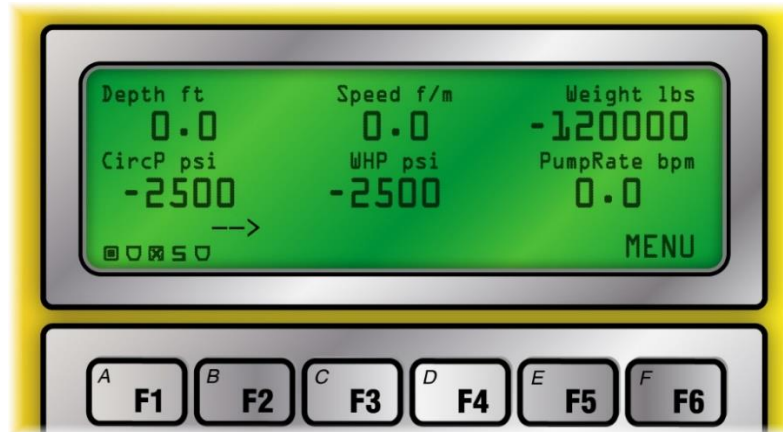 Depth ft Speed f/m Weight lbs
0.0 0.0 -120000
CircP psi WHP psi PumpRate bpm
-2500 -2500 0.0
-->
S MENU
A F1 B F2 C F3 D F4 E F5 F F6